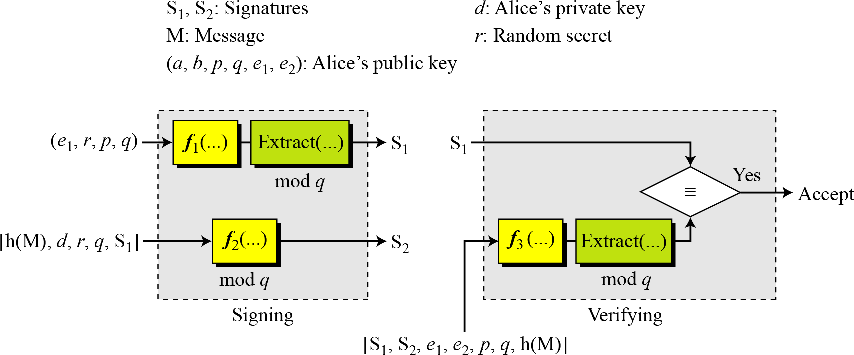 S₁, S₂: Signatures
d: Alice's private key
M: Message
r: Random secret
(a, b, p, q, e₁, e₂): Alice's public key
(e₁, r, p, q)
f₁(...)
Extract(...)
S₁
mod q
[h(M), d, r, q, S₁]
f₂(...)
S₂
mod q
Signing
S₁
Yes
≡
Accept
f₃(...)
Extract(...)
mod q
Verifying
[S₁, S₂, e₁, e₂, p, q, h(M)]